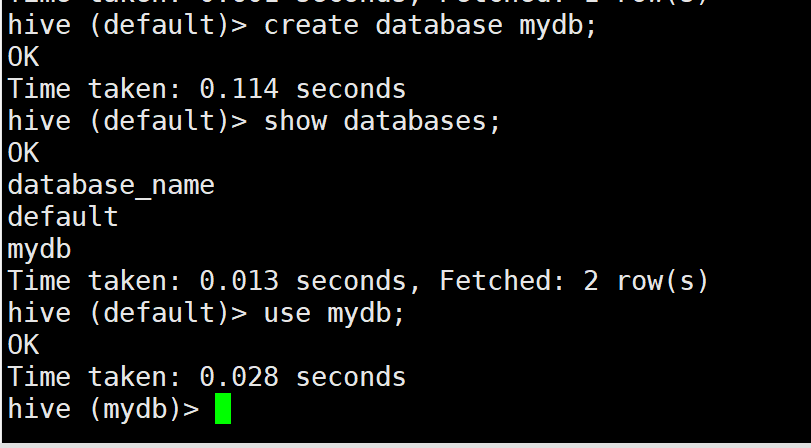 hive (default)> create database mydb;
OK
Time taken: 0.114 seconds
hive (default)> show databases;
OK
database_name
default
mydb
Time taken: 0.013 seconds, Fetched: 2 row(s)
hive (default)> use mydb;
OK
Time taken: 0.028 seconds
hive (mydb)>